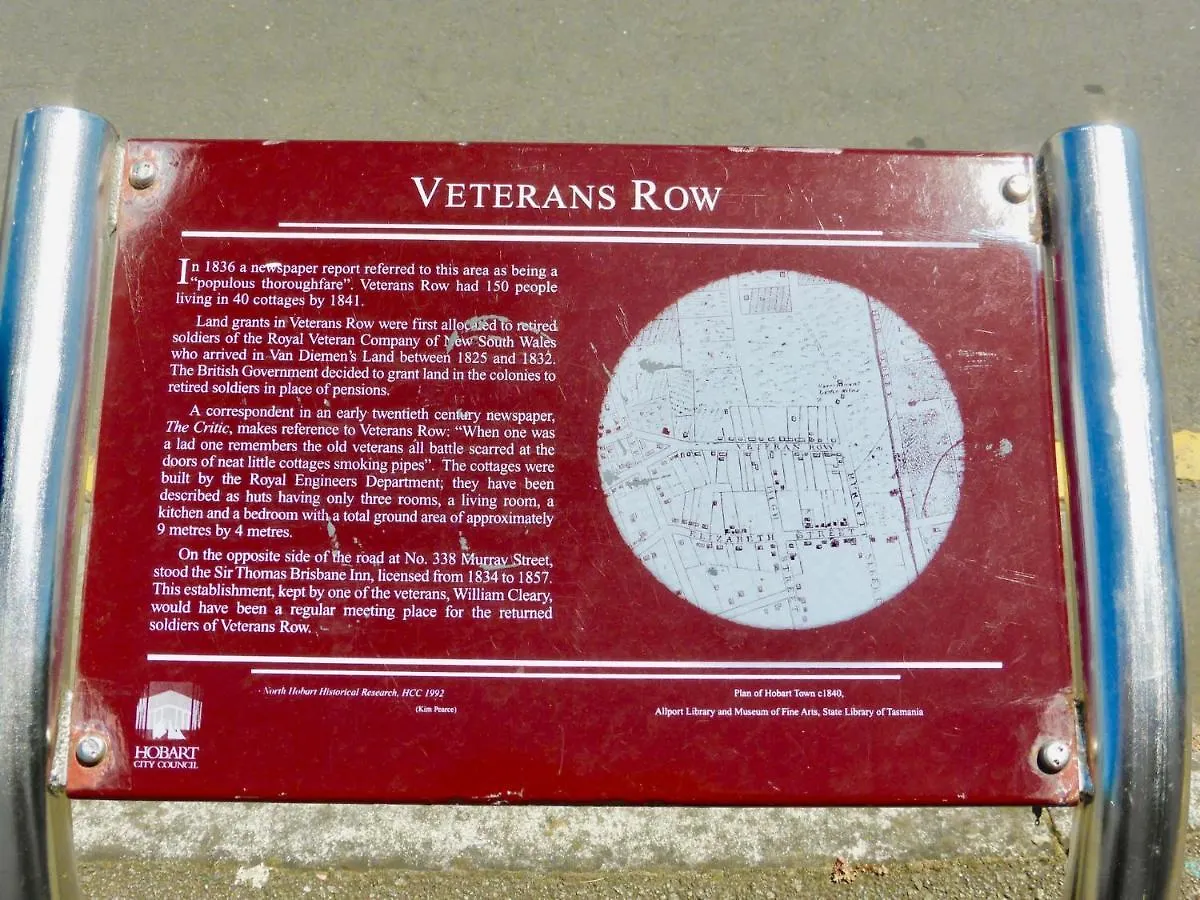 VETERANS ROW
In 1836 a newspaper report referred to this area as being a
"populous thoroughfare". Veterans Row had 150 people
living in 40 cottages by 1841.
Land grants in Veterans Row were first allocated to retired
soldiers of the Royal Veteran Company of New South Wales
who arrived in Van Diemen's Land between 1825 and 1832.
The British Government decided to grant land in the colonies to
retired soldiers in place of pensions.
A correspondent in an early twentieth century newspaper,
The Critic, makes reference to Veterans Row: "When one was
a lad one remembers the old veterans all battle scarred at the
doors of neat little cottages smoking pipes". The cottages were
built by the Royal Engineers Department; they have been
described as huts having only three rooms, a living room, a
kitchen and a bedroom with a total ground area of approximately
9 metres by 4 metres.
On the opposite side of the road at No. 338 Murray Street,
stood the Sir Thomas Brisbane Inn, licensed from 1834 to 1857.
This establishment, kept by one of the veterans, William Cleary,
would have been a regular meeting place for the returned
soldiers of Veterans Row.
VETERAN ROW
ELIZABETH STREET
North Hobart Historical Research, HCC 1992
(Kim Pearce)
Plan of Hobart Town c1840,
Allport Library and Museum of Fine Arts, State Library of Tasmania
HOBART
CITY COUNCIL